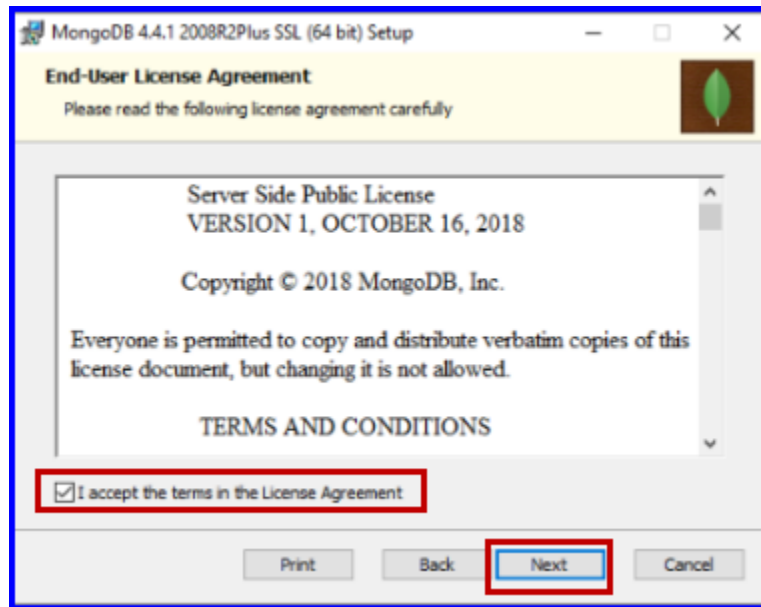 MongoDB 4.4.1 2008R2Plus SSL (64 bit) Setup
End-User License Agreement
Please read the following license agreement carefully
Server Side Public License
VERSION 1, OCTOBER 16, 2018
Copyright © 2018 MongoDB, Inc.
Everyone is permitted to copy and distribute verbatim copies of this
license document, but changing it is not allowed.
TERMS AND CONDITIONS
I accept the terms in the License Agreement
Print Back Next Cancel